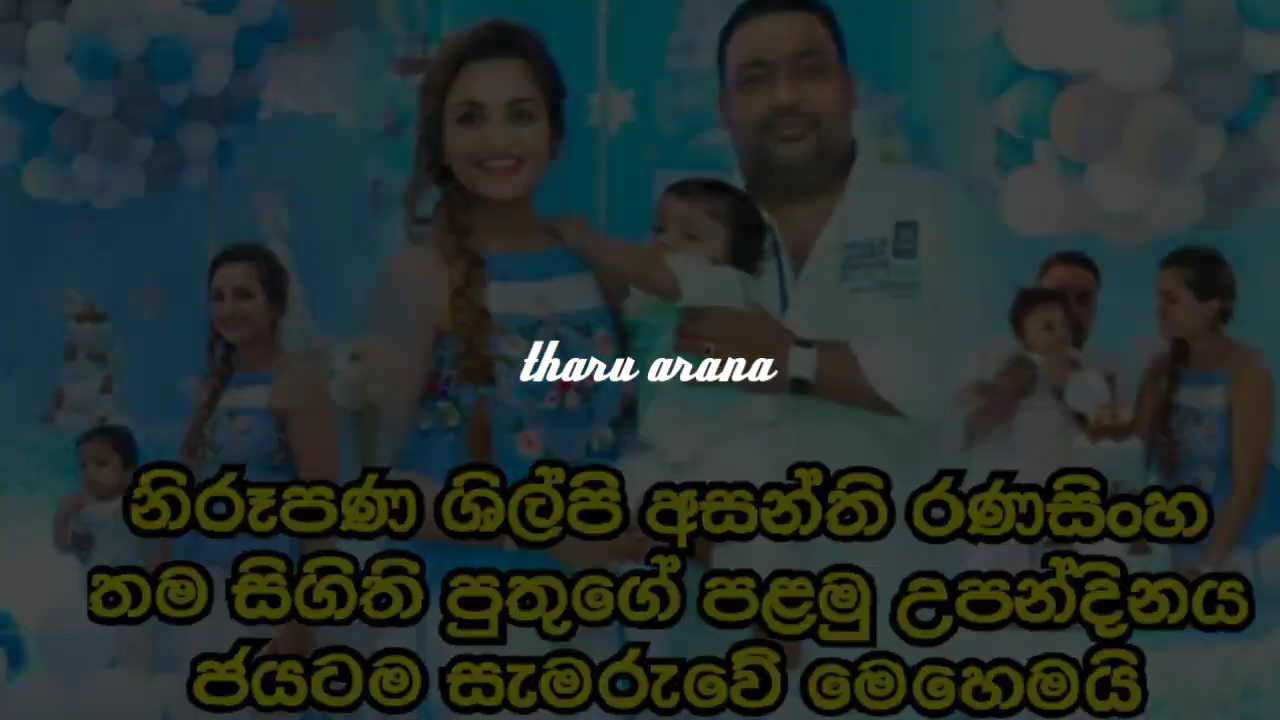 tharu arana
නිරූපණ ශිල්පි අසන්ති රණසිංහ
තම සිගිති පුතුගේ පළමු උපන්දිනය
ජයටම සැමරුවේ මෙහෙමයි